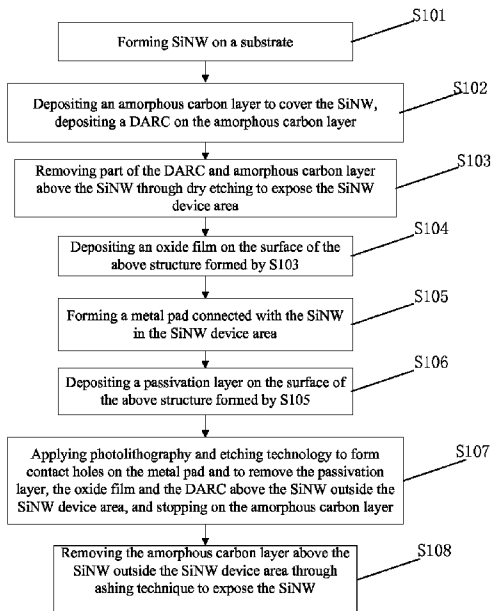 S101
Forming SiNW on a substrate
S102
Depositing an amorphous carbon layer to cover the SiNW,
depositing a DARC on the amorphous carbon layer
S103
Removing part of the DARC and amorphous carbon layer
above the SiNW through dry etching to expose the SiNW
device area
S104
Depositing an oxide film on the surface of the
above structure formed by S103
S105
Forming a metal pad connected with the SiNW
in the SiNW device area
S106
Depositing a passivation layer on the surface of
the above structure formed by S105
S107
Applying photolithography and etching technology to form
contact holes on the metal pad and to remove the passivation
layer, the oxide film and the DARC above the SiNW outside the
SiNW device area, and stopping on the amorphous carbon layer
S108
Removing the amorphous carbon layer above the
SiNW outside the SiNW device area through
ashing technique to expose the SiNW